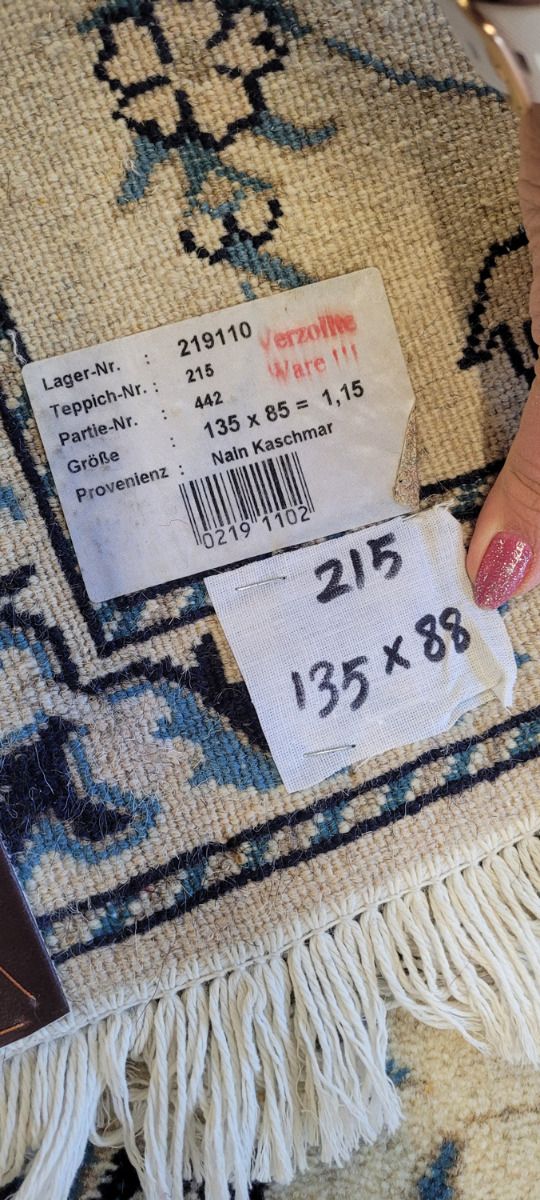 Lager-Nr. : 219110
Teppich-Nr. : 215
Partie-Nr. : 442
Größe : 135 x 85 = 1,15
Provenienz : Nain Kaschmar
Verzollte
Ware !!!
0219 1102
215
135 x 88